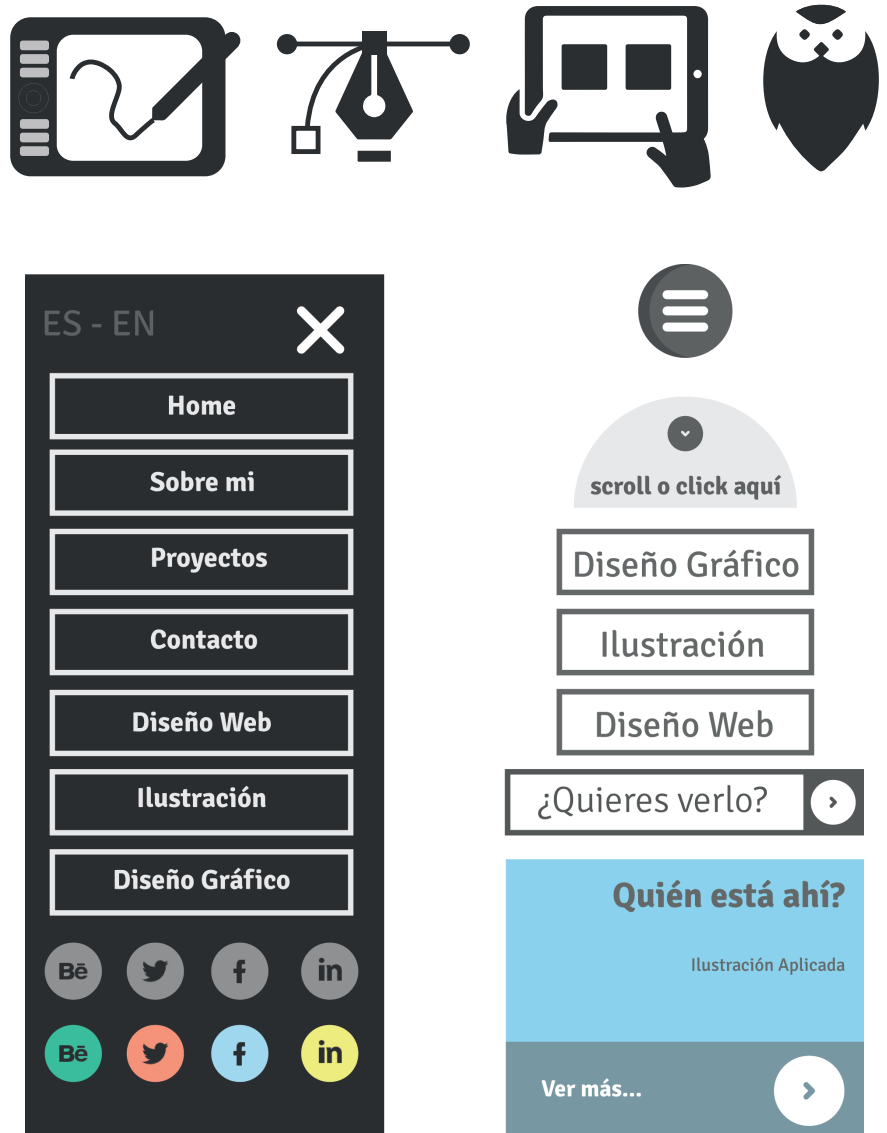 ES - EN
Home
Sobre mi
Proyectos
Contacto
Diseño Web
Ilustración
Diseño Gráfico
Bē f in
Bē f in
scroll o click aquí
Diseño Gráfico
Ilustración
Diseño Web
¿Quieres verlo?
Quién está ahí?
Ilustración Aplicada
Ver más...